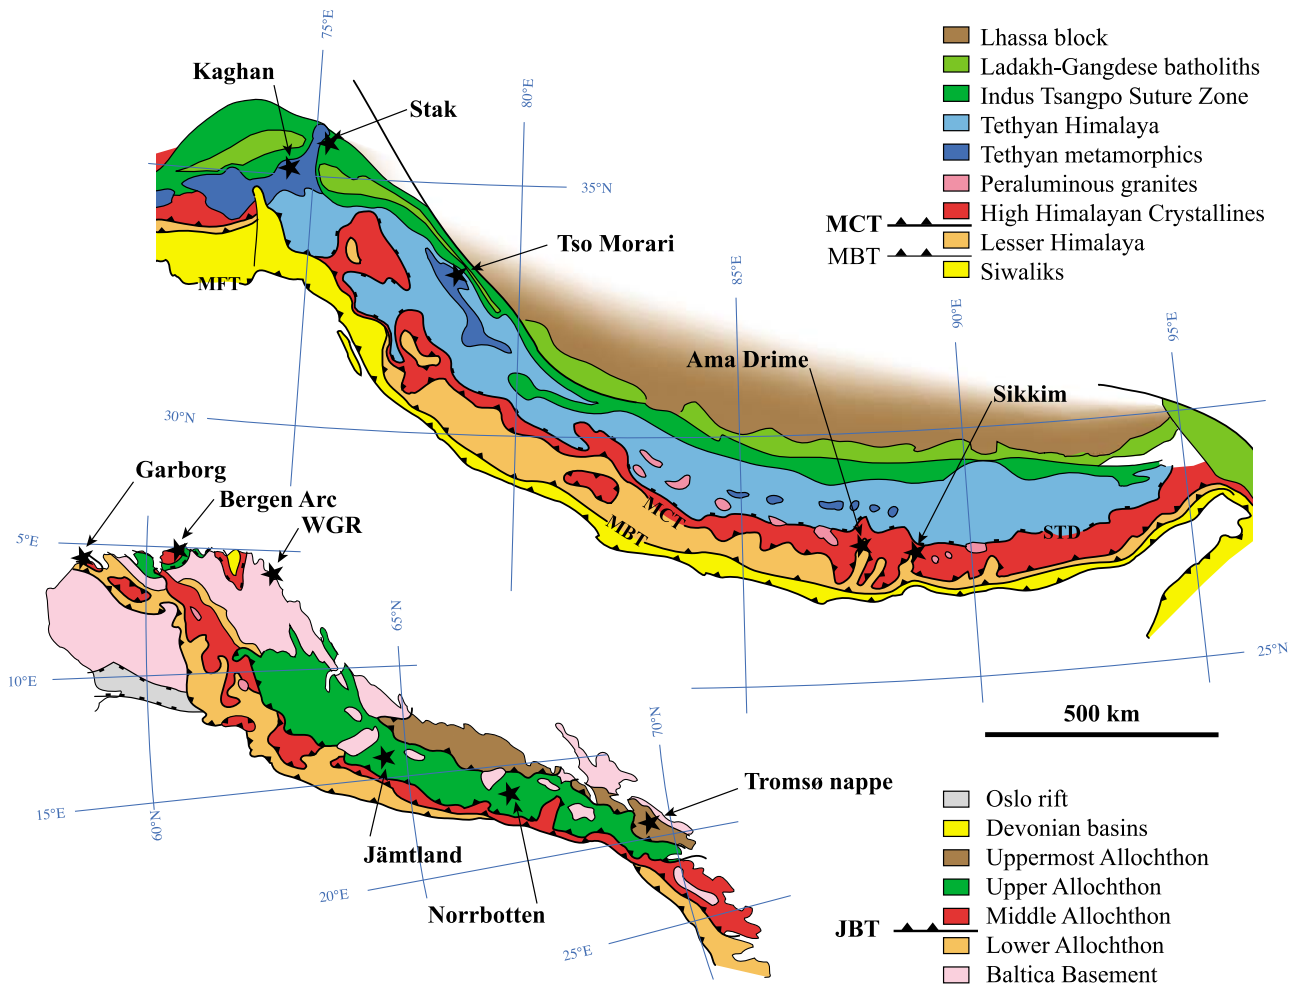 75°E
Kaghan
Stak
80°E
35°N
Tso Morari
MFT
85°E
90°E
95°E
Ama Drime
Sikkim
30°N
MCT
MBT
STD
25°N
500 km
Lhassa block
Ladakh-Gangdese batholiths
Indus Tsangpo Suture Zone
Tethyan Himalaya
Tethyan metamorphics
Peraluminous granites
MCT High Himalayan Crystallines
MBT Lesser Himalaya
Siwaliks
Garborg
Bergen Arc
WGR
5°E
65°N
10°E
70°N
15°E
60°N
Tromsø nappe
Jämtland
20°E
Norrbotten
25°E
Oslo rift
Devonian basins
Uppermost Allochthon
Upper Allochthon
JBT Middle Allochthon
Lower Allochthon
Baltica Basement